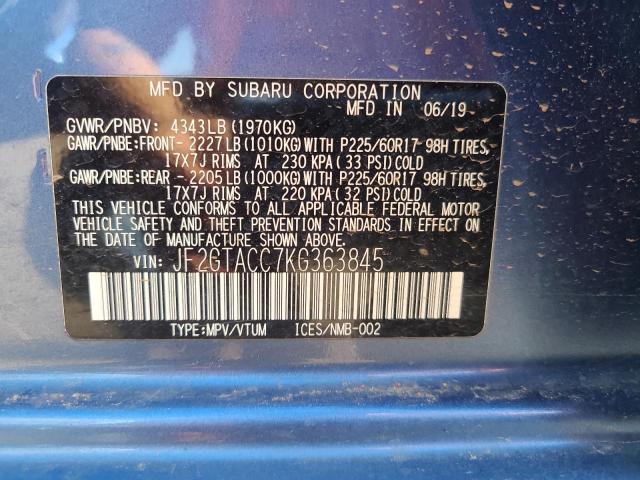 MFD BY SUBARU CORPORATION
MFD IN 06/19
GVWR/PNBV: 4343LB(1970KG)
GAWR/PNBE:FRONT- 2227LB(1010KG)WITH P225/60R17 98H TIRES,
17X7J RIMS AT 230 KPA(33 PSI)COLD
GAWR/PNBE:REAR - 2205LB(1000KG)WITH P225/60R17 98H TIRES,
17X7J RIMS AT 220 KPA(32 PSI)COLD
THIS VEHICLE CONFORMS TO ALL APPLICABLE FEDERAL MOTOR
VEHICLE SAFETY AND THEFT PREVENTION STANDARDS IN EFFECT ON
THE DATE OF MANUFACTURE SHOWN ABOVE.
VIN: JF2GTACC7KG363845
TYPE:MPV/VTUM ICES/NMB-002